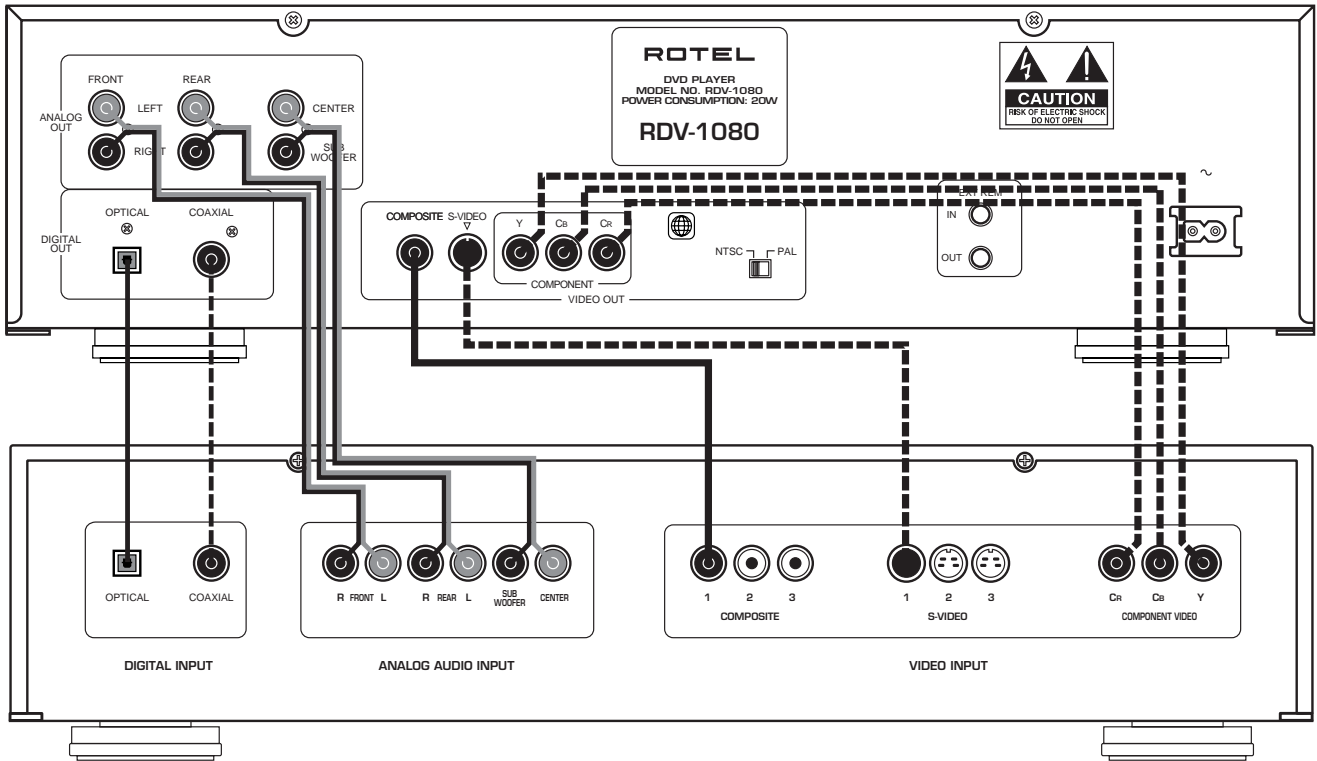 ROTEL
DVD PLAYER
MODEL NO. RDV-1080
POWER CONSUMPTION: 20W
RDV-1080
CAUTION
RISK OF ELECTRIC SHOCK
DO NOT OPEN
FRONT
REAR
ANALOG
OUT
LEFT
CENTER
RIGHT
SUB
WOOFER
OPTICAL
COAXIAL
DIGITAL
OUT
COMPOSITE
S-VIDEO
Y
CB
CR
COMPONENT
VIDEO OUT
NTSC
PAL
EXT REM
IN
OUT
~
OPTICAL
COAXIAL
DIGITAL INPUT
R FRONT L
R REAR L
SUB
WOOFER
CENTER
ANALOG AUDIO INPUT
1 2 3
COMPOSITE
1 2 3
S-VIDEO
CR CB Y
COMPONENT VIDEO
VIDEO INPUT